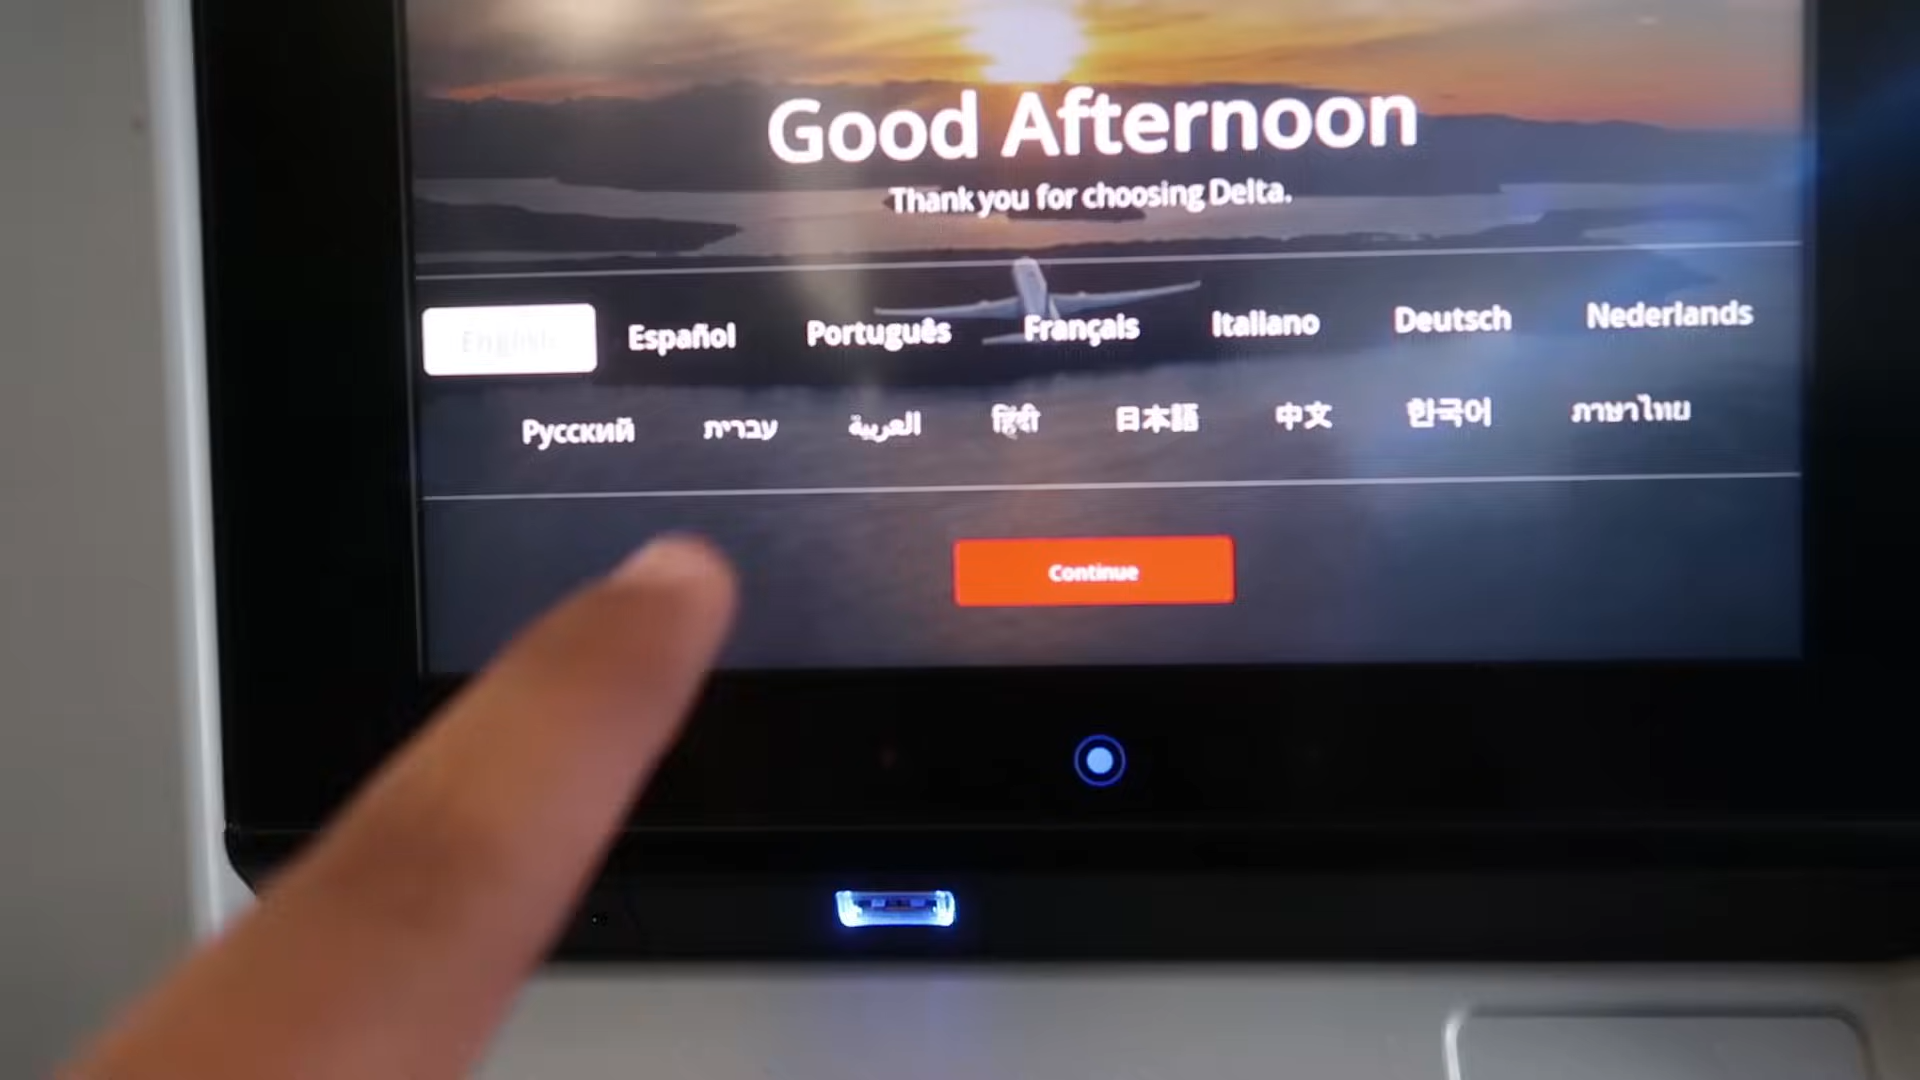 Good Afternoon
Thank you for choosing Delta.
English Español Português Français Italiano Deutsch Nederlands
Русский עברית العربية हिंदी 日本語 中文 한국어 ภาษาไทย
Continue